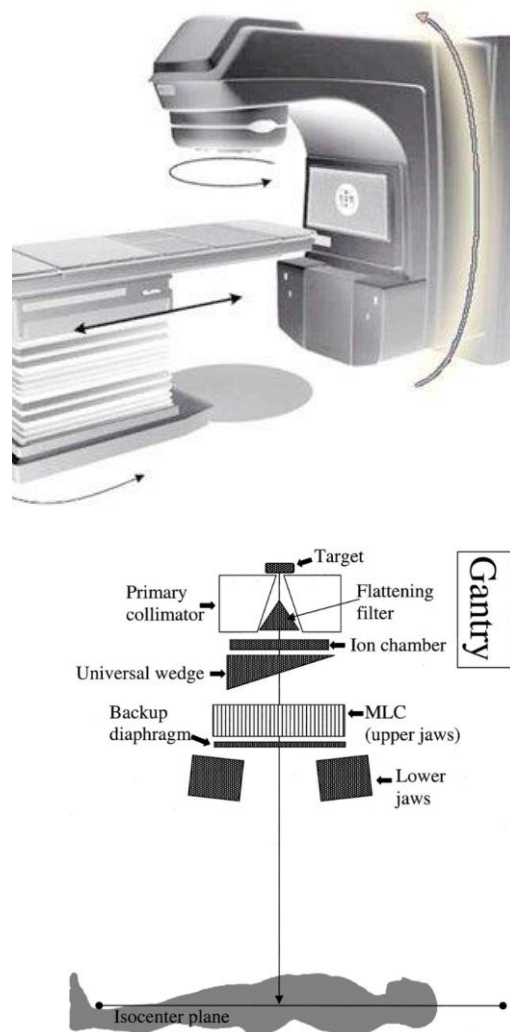 Target
Primary
collimator
Flattening
filter
Gantry
Ion chamber
Universal wedge
Backup
diaphragm
MLC
(upper jaws)
Lower
jaws
Isocenter plane